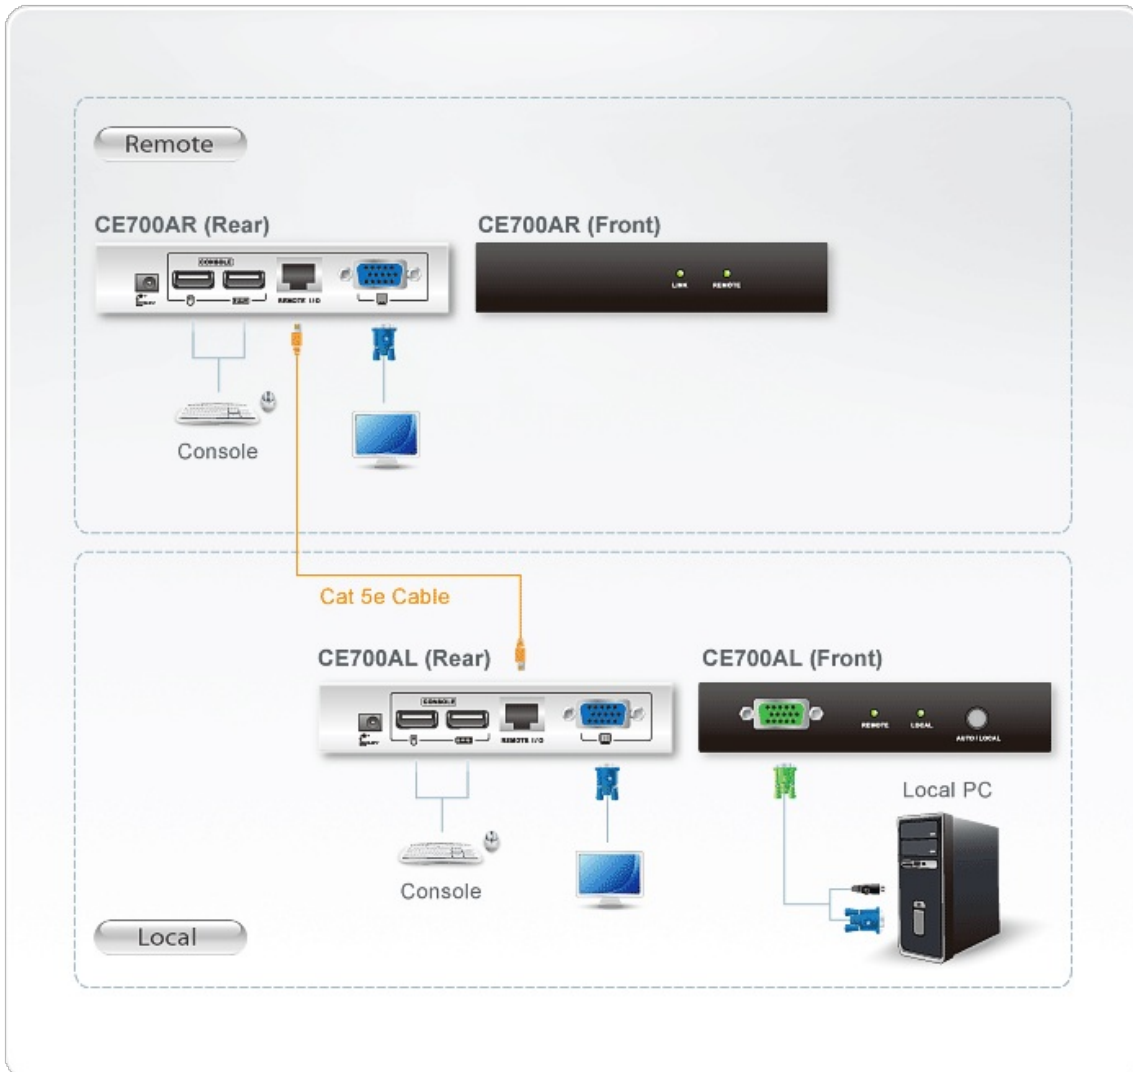 Remote
CE700AR (Rear)
CE700AR (Front)
CONSOLE
REMOTE I/O
LINK
REMOTE
Console
Cat 5e Cable
CE700AL (Rear)
CE700AL (Front)
CONSOLE
REMOTE I/O
REMOTE
LOCAL
AUTO / LOCAL
Local PC
Console
Local